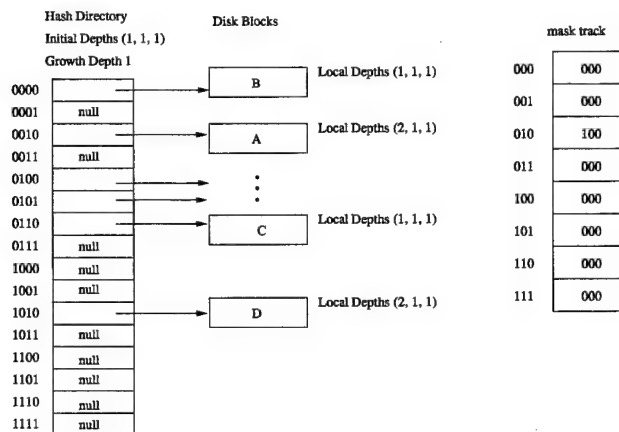 Hash Directory
Initial Depths (1, 1, 1)
Growth Depth 1
Disk Blocks
mask track
0000
B
Local Depths (1, 1, 1)
0001 null
0010
A
Local Depths (2, 1, 1)
0011 null
0100
0101
0110
C
Local Depths (1, 1, 1)
0111 null
1000 null
1001 null
1010
D
Local Depths (2, 1, 1)
1011 null
1100 null
1101 null
1110 null
1111 null
000 000
001 000
010 100
011 000
100 000
101 000
110 000
111 000